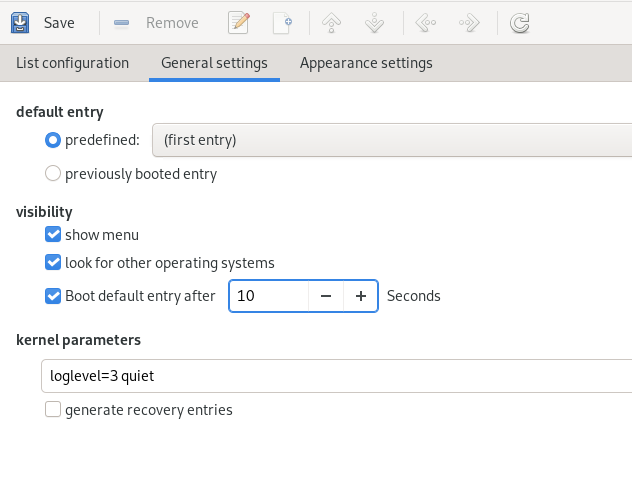 Save Remove
List configuration General settings Appearance settings
default entry
predefined: (first entry)
previously booted entry
visibility
show menu
look for other operating systems
Boot default entry after 10 − + Seconds
kernel parameters
loglevel=3 quiet
generate recovery entries